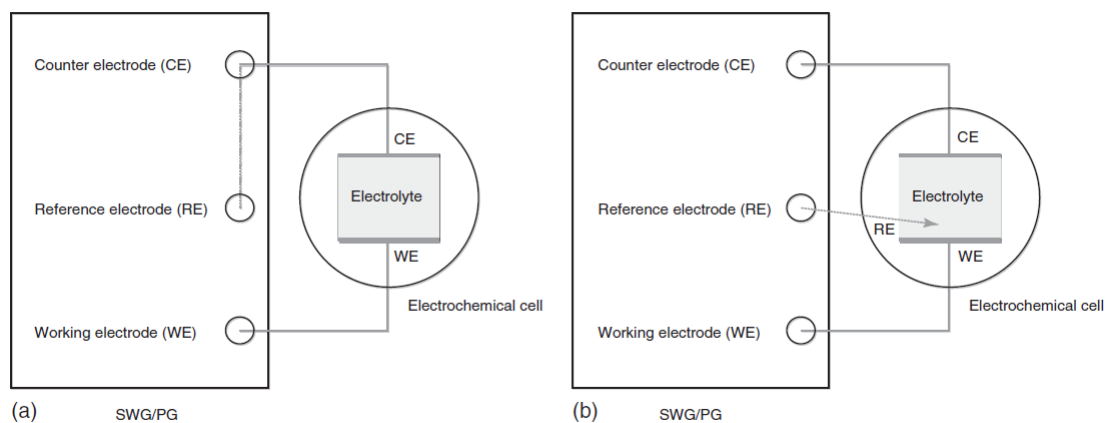 Counter electrode (CE)
CE
Electrolyte
Reference electrode (RE)
WE
Electrochemical cell
Working electrode (WE)
(a)
SWG/PG
Counter electrode (CE)
CE
Electrolyte
Reference electrode (RE)
RE
WE
Electrochemical cell
Working electrode (WE)
(b)
SWG/PG